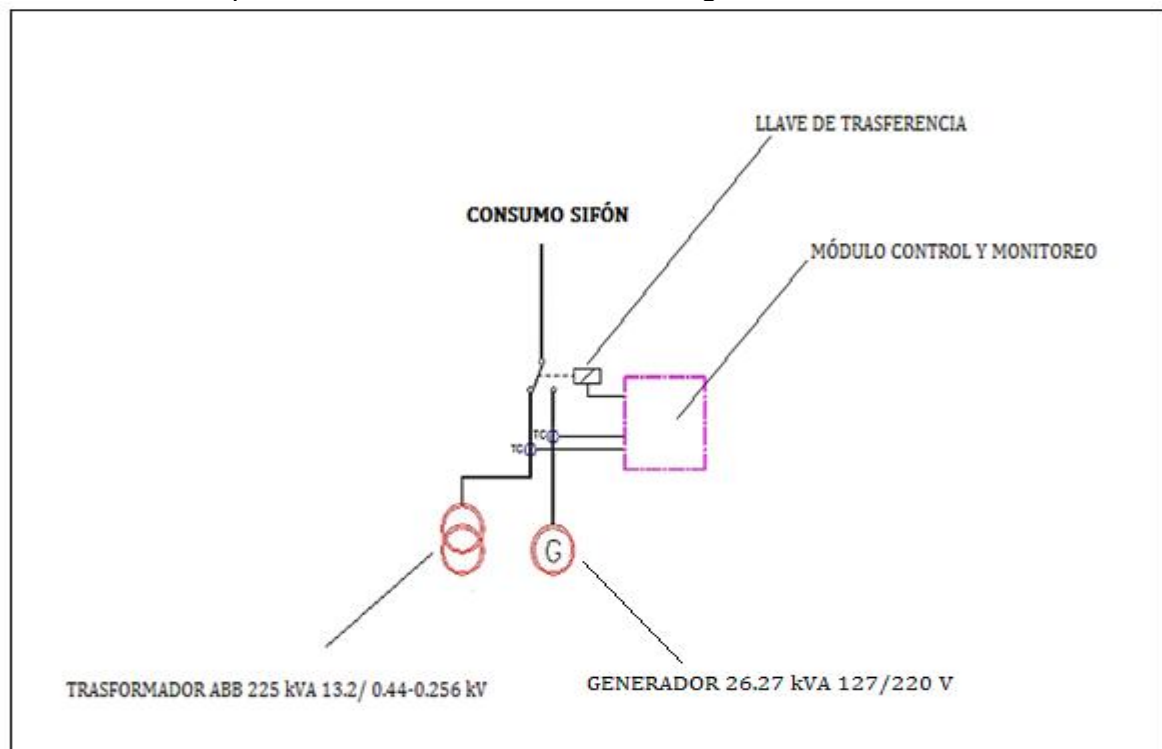 LLAVE DE TRASFERENCIA
CONSUMO SIFÓN
MÓDULO CONTROL Y MONITOREO
TC
TC
G
TRASFORMADOR ABB 225 kVA 13.2/ 0.44-0.256 kV
GENERADOR 26.27 kVA 127/220 V